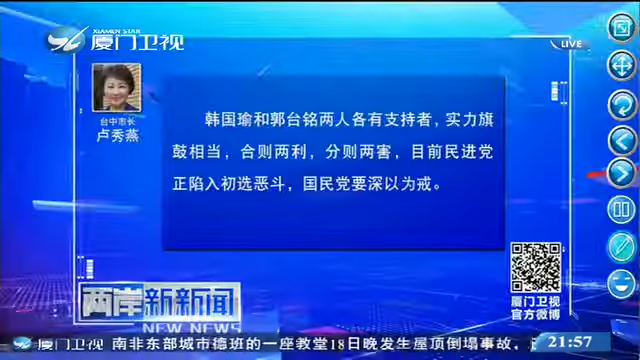 XIAMEN STAR
厦门卫视
LIVE
台中市长
卢秀燕
韩国瑜和郭台铭两人各有支持者，实力旗
鼓相当，合则两利，分则两害，目前民进党
正陷入初选恶斗，国民党要深以为戒。
两岸新新闻
NEW NEWS
厦门卫视
官方微博
厦门卫视 南非东部城市德班的一座教堂18日晚发生屋顶倒塌事故。
21:57